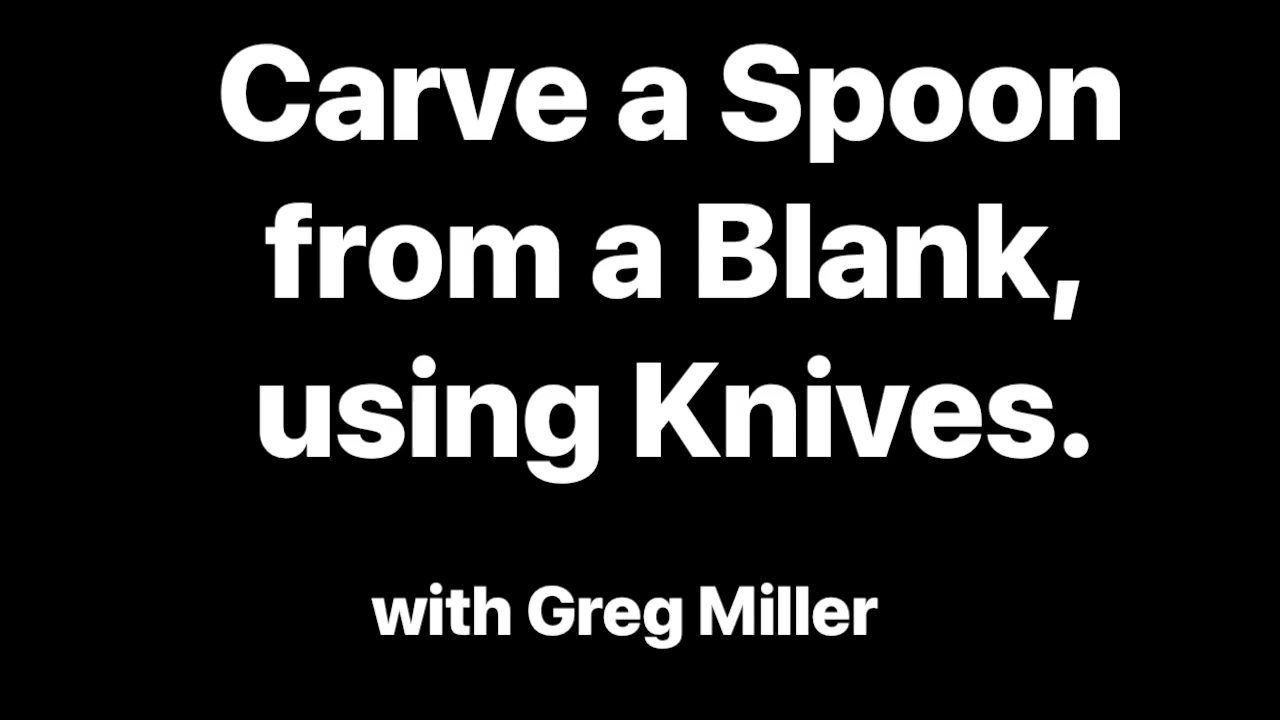 Carve a Spoon
from a Blank,
using Knives.
with Greg Miller